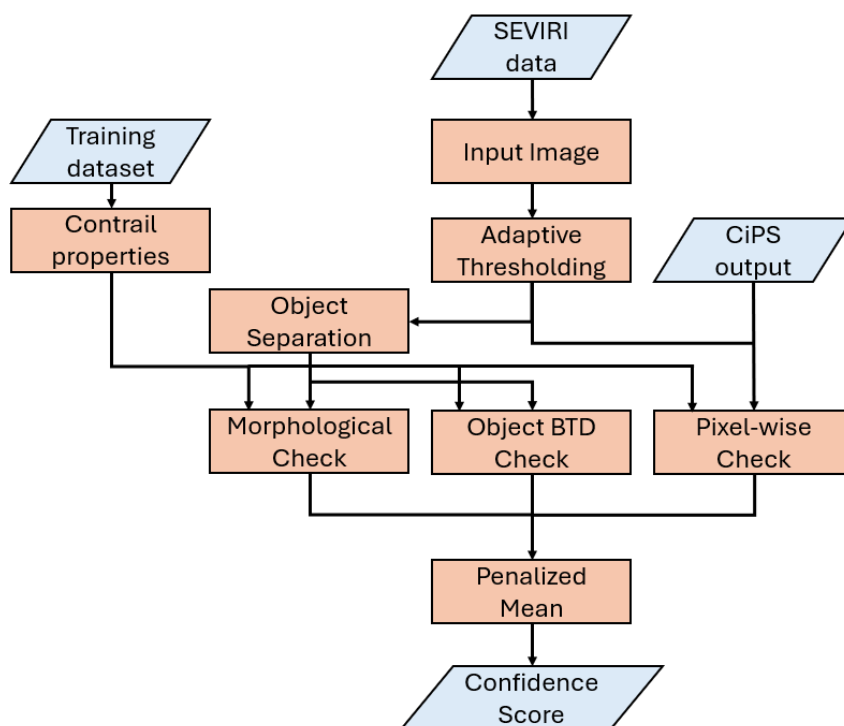 SEVIRI
data
Training
dataset
Input Image
Contrail
properties
Adaptive
Thresholding
CiPS
output
Object
Separation
Morphological
Check
Object BTD
Check
Pixel-wise
Check
Penalized
Mean
Confidence
Score